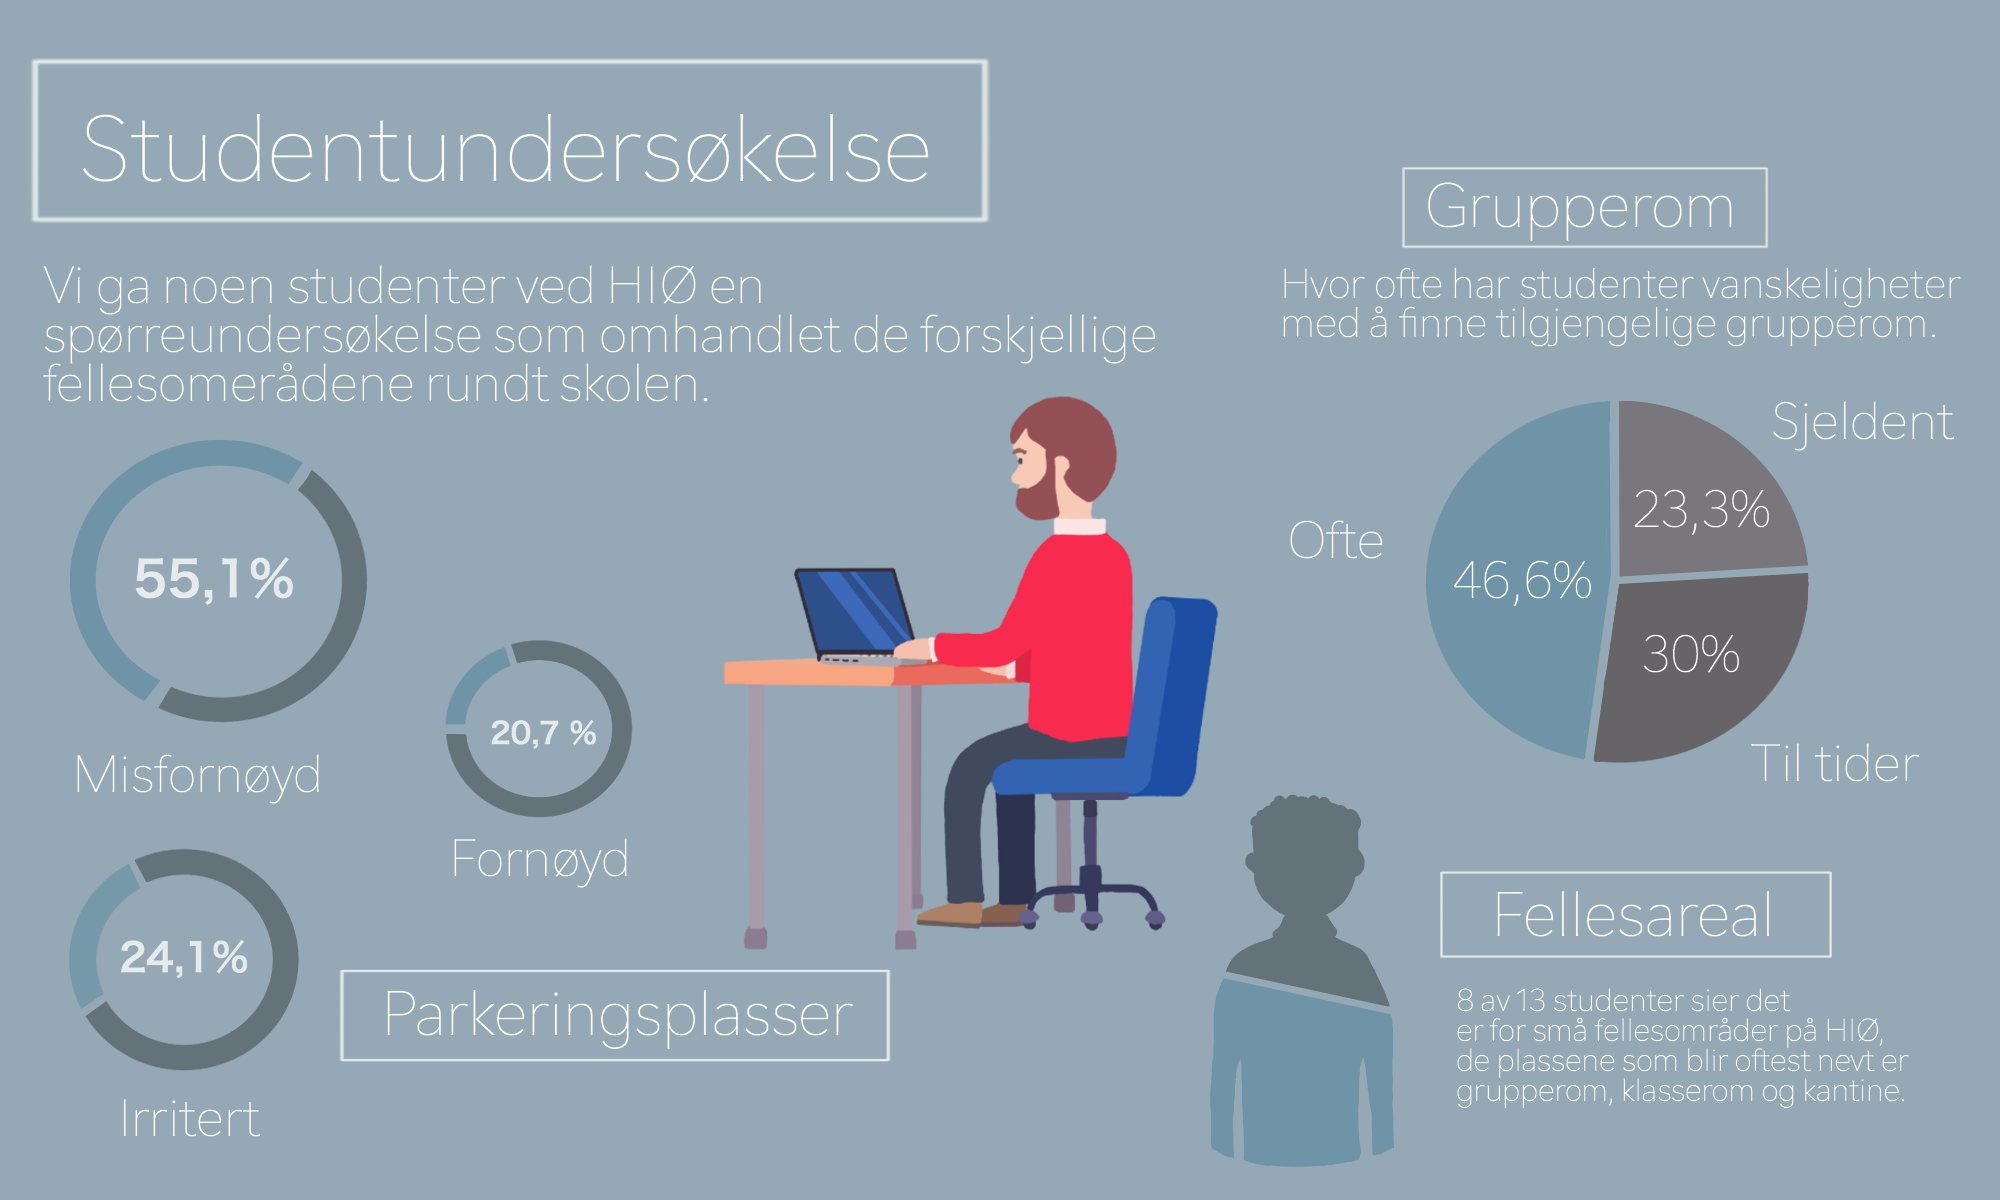 Studentundersøkelse
Vi ga noen studenter ved HIØ en
spørreundersøkelse som omhandlet de forskjellige
fellesomerådene rundt skolen.
55,1%
Misfornøyd
20,7 %
Fornøyd
24,1%
Irritert
Parkeringsplasser
Grupperom
Hvor ofte har studenter vanskeligheter
med å finne tilgjengelige grupperom.
Sjeldent
23,3%
Ofte
46,6%
30%
Til tider
Fellesareal
8 av 13 studenter sier det
er for små fellesområder på HIØ,
de plassene som blir oftest nevt er
grupperom, klasserom og kantine.